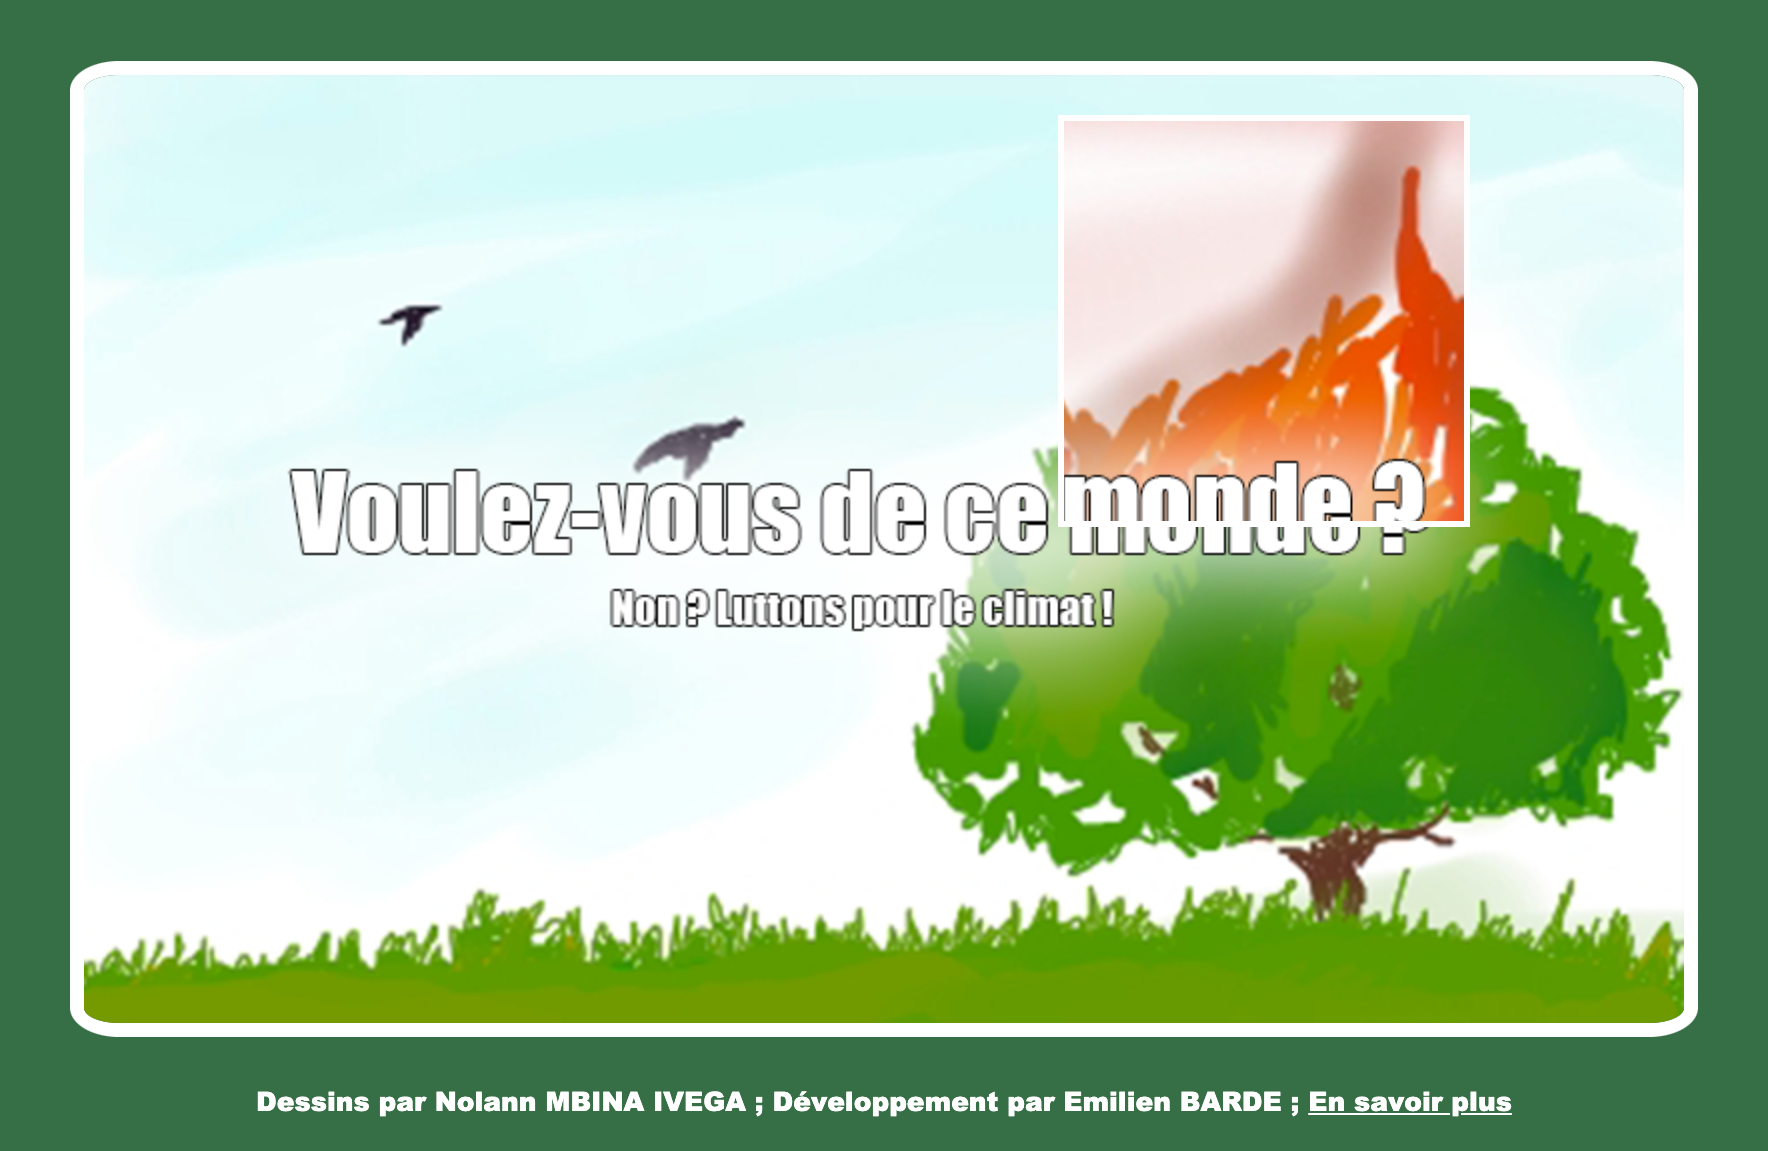 Voulez-vous de ce monde ?
Non ? Luttons pour le climat !
Dessins par Nolann MBINA IVEGA ; Développement par Emilien BARDE ; En savoir plus